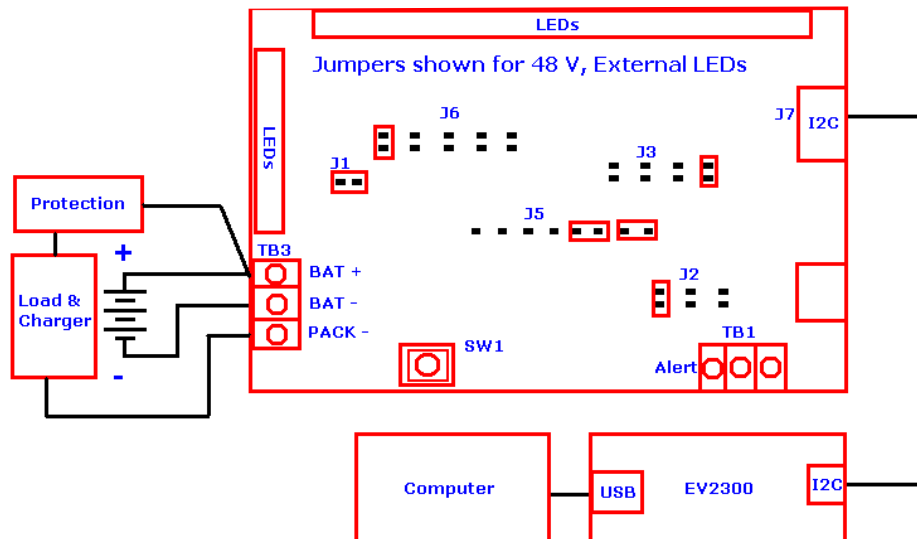 LEDs
Jumpers shown for 48 V, External LEDs
LEDs
J6
J7
I2C
J1
J3
Protection
J5
TB3
+
BAT +
J2
Load &
Charger
BAT -
PACK -
TB1
SW1
-
Alert
Computer
USB
EV2300
I2C